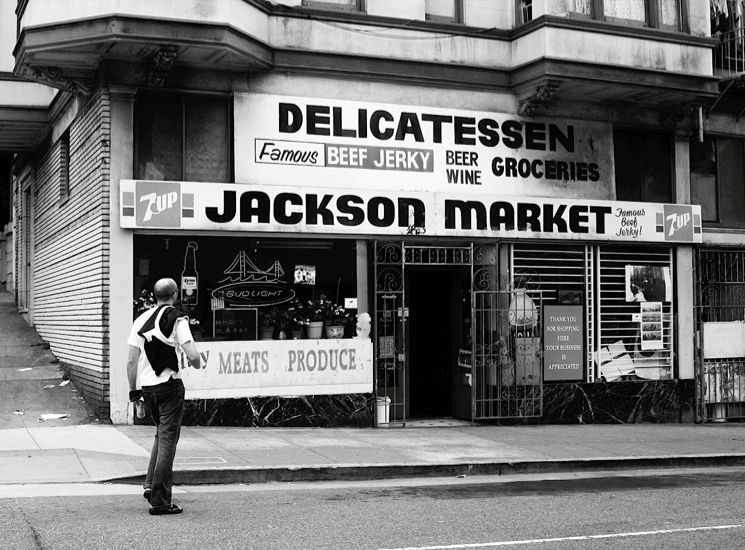 DELICATESSEN
Famous BEEF JERKY BEER WINE GROCERIES
7UP JACKSON MARKET Famous Beef Jerky! 7UP
BUD LIGHT
MEATS PRODUCE
THANK YOU
FOR SHOPPING
HERE
YOUR
BUSINESS IS
APPRECIATED